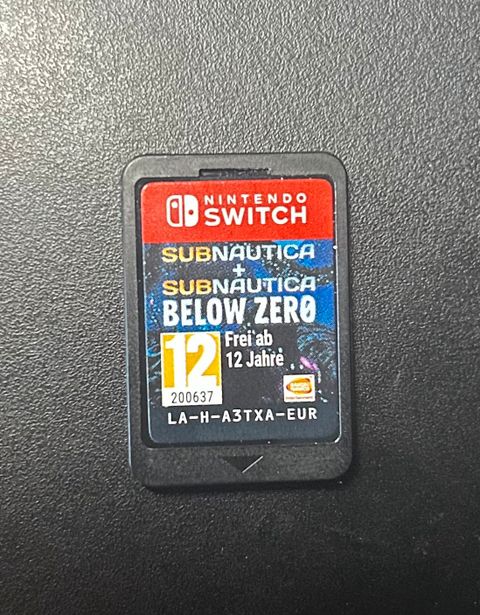 NINTENDO
SWITCH
SUBNAUTICA
+
SUBNAUTICA
BELOW ZERO
12
Frei ab
12 Jahre
200637
LA-H-A3TXA-EUR